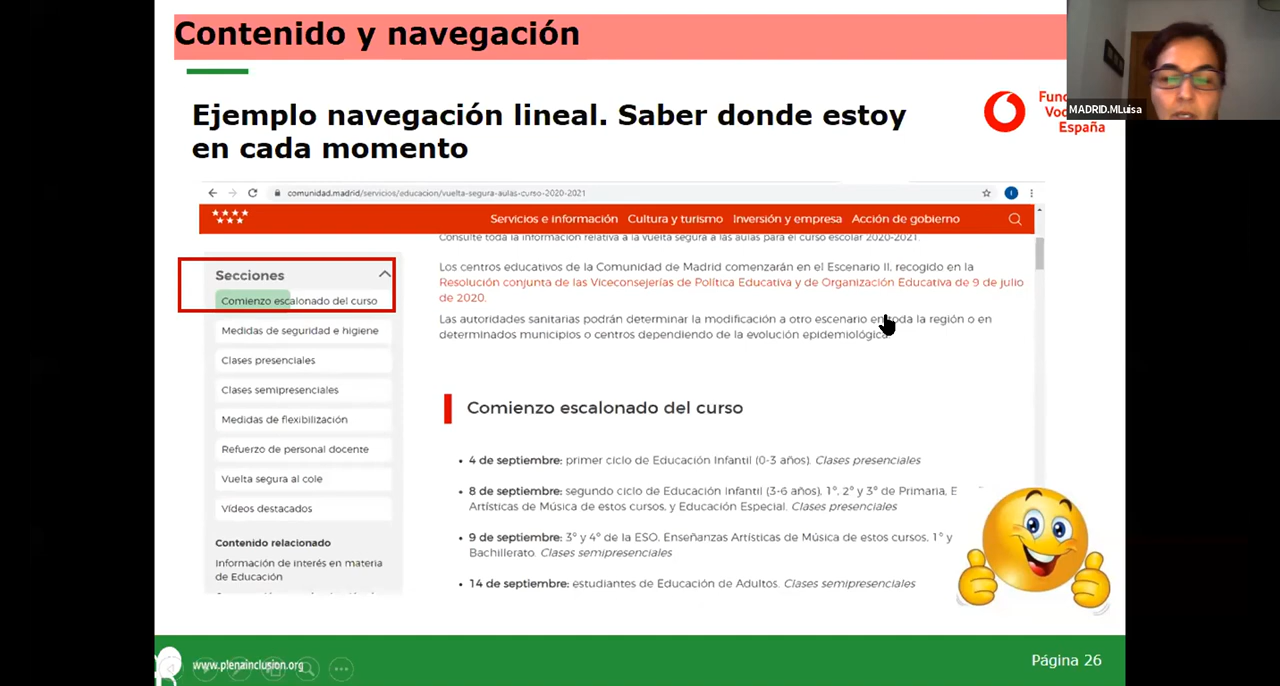 Contenido y navegación
Ejemplo navegación lineal. Saber donde estoy
en cada momento
España
MADRID.MLuisa
comunidad.madrid/servicios/educacion/vuelta-segura-aulas-curso-2020-2021
Servicios e información Cultura y turismo Inversión y empresa Acción de gobierno
Consulte toda la información relativa a la vuelta segura a las aulas para el curso escolar 2020-2021.
Secciones
Comienzo escalonado del curso
Medidas de seguridad e higiene
Clases presenciales
Clases semipresenciales
Medidas de flexibilización
Refuerzo de personal docente
Vuelta segura al cole
Vídeos destacados
Contenido relacionado
Información de interés en materia
de Educación
Los centros educativos de la Comunidad de Madrid comenzarán en el Escenario II, recogido en la
Resolución conjunta de las Viceconsejerías de Política Educativa y de Organización Educativa de 9 de julio
de 2020.
Las autoridades sanitarias podrán determinar la modificación a otro escenario en toda la región o en
determinados municipios o centros dependiendo de la evolución epidemiológica.
Comienzo escalonado del curso
• 4 de septiembre: primer ciclo de Educación Infantil (0-3 años). Clases presenciales
• 8 de septiembre: segundo ciclo de Educación Infantil (3-6 años), 1º, 2º y 3º de Primaria, E
Artísticas de Música de estos cursos, y Educación Especial. Clases presenciales
• 9 de septiembre: 3º y 4º de la ESO, Enseñanzas Artísticas de Música de estos cursos, 1º y
Bachillerato. Clases semipresenciales
• 14 de septiembre: estudiantes de Educación de Adultos. Clases semipresenciales
www.plenainclusion.org
Página 26